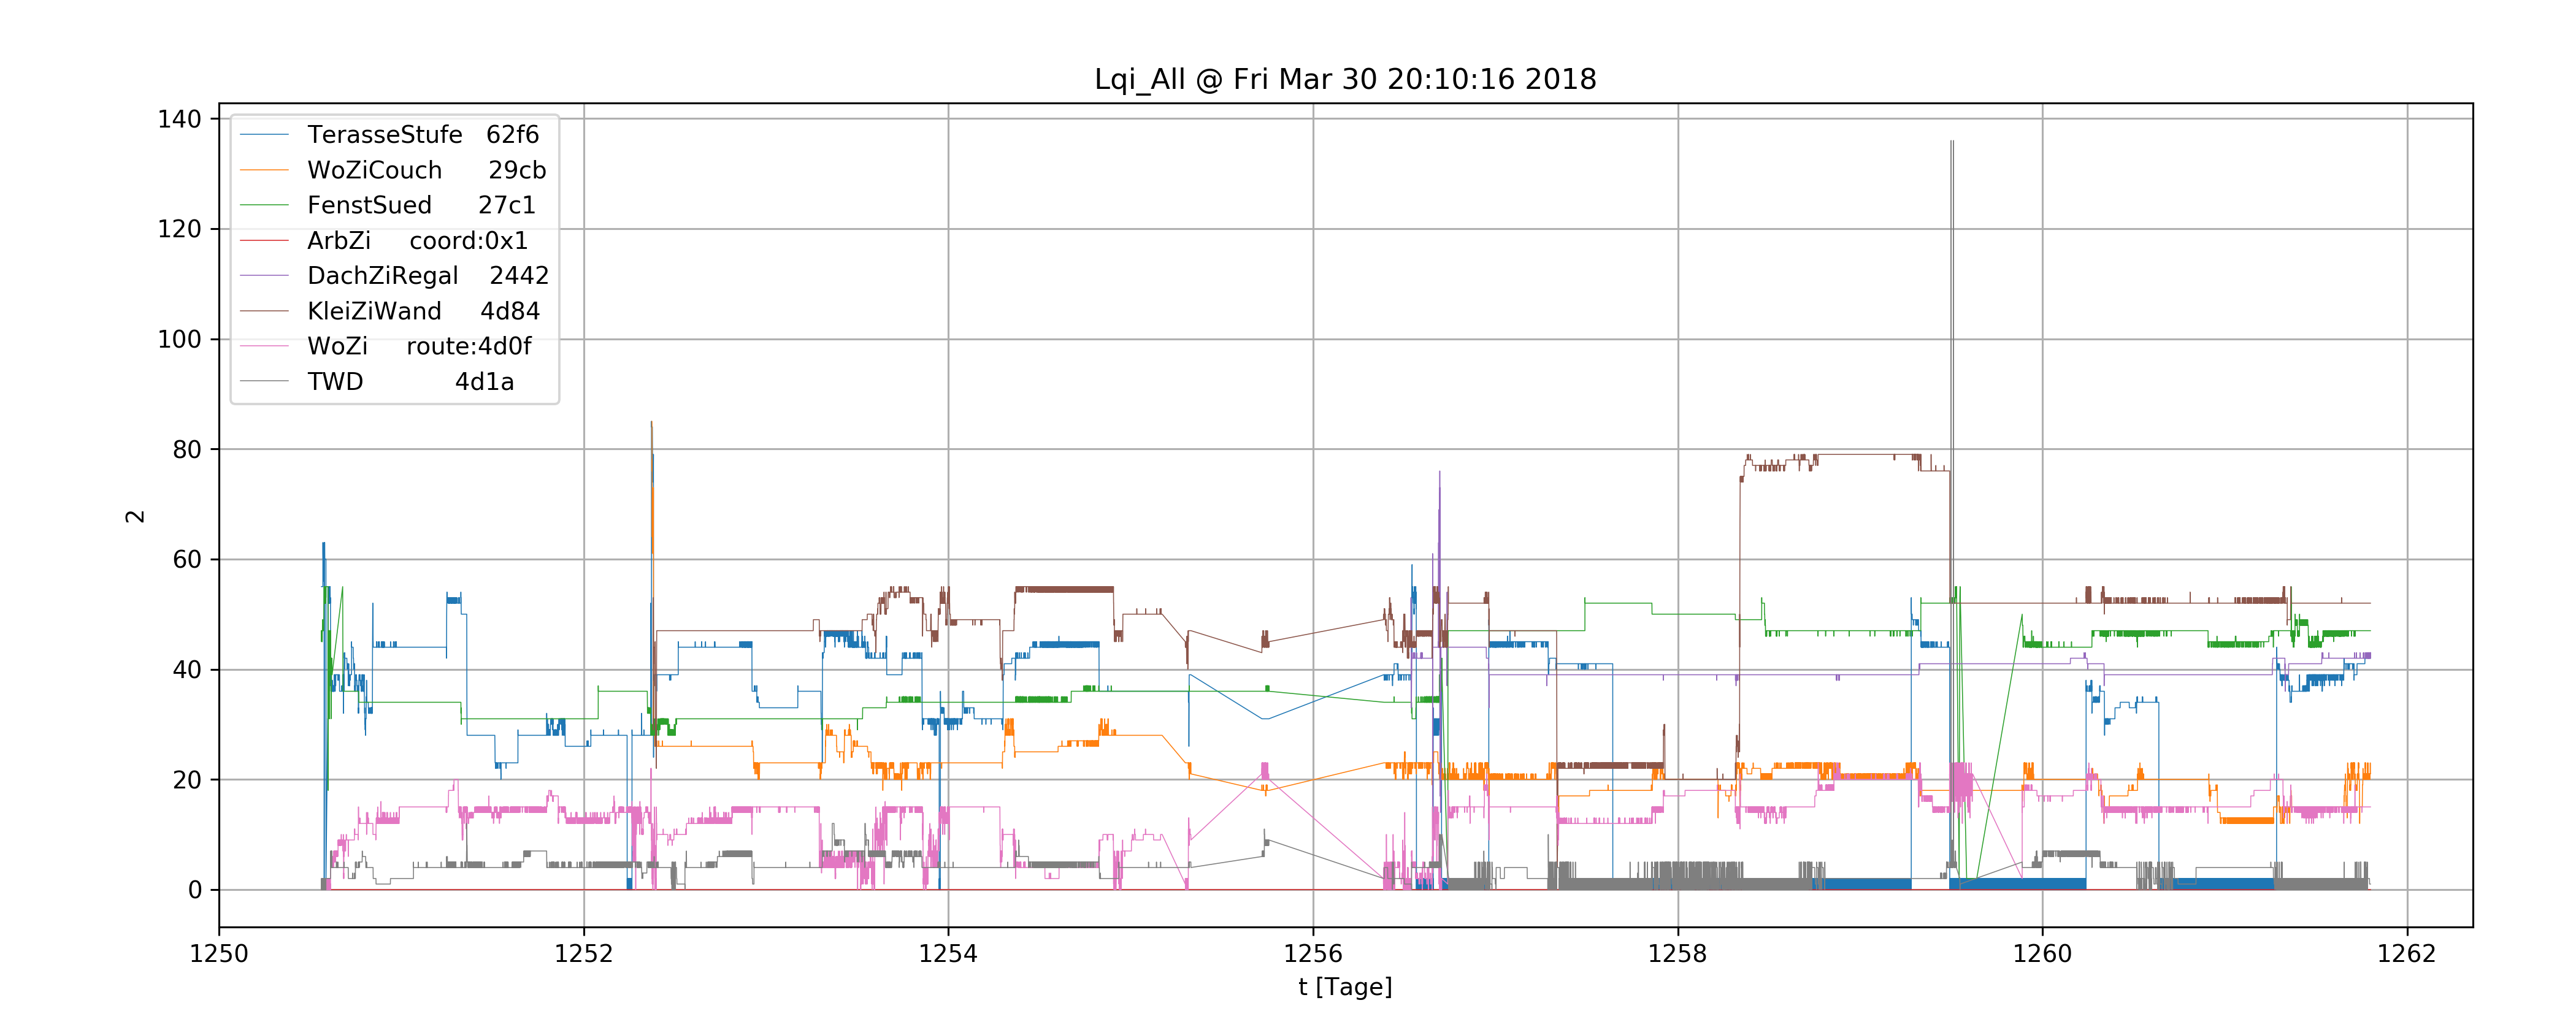 Lqi_All @ Fri Mar 30 20:10:16 2018
140
120
100
80
60
40
20
0
2
TerasseStufe 62f6
WoZiCouch 29cb
FenstSued 27c1
ArbZi coord:0x1
DachZiRegal 2442
KleiZiWand 4d84
WoZi route:4d0f
TWD 4d1a
1250 1252 1254 1256 1258 1260 1262
t [Tage]